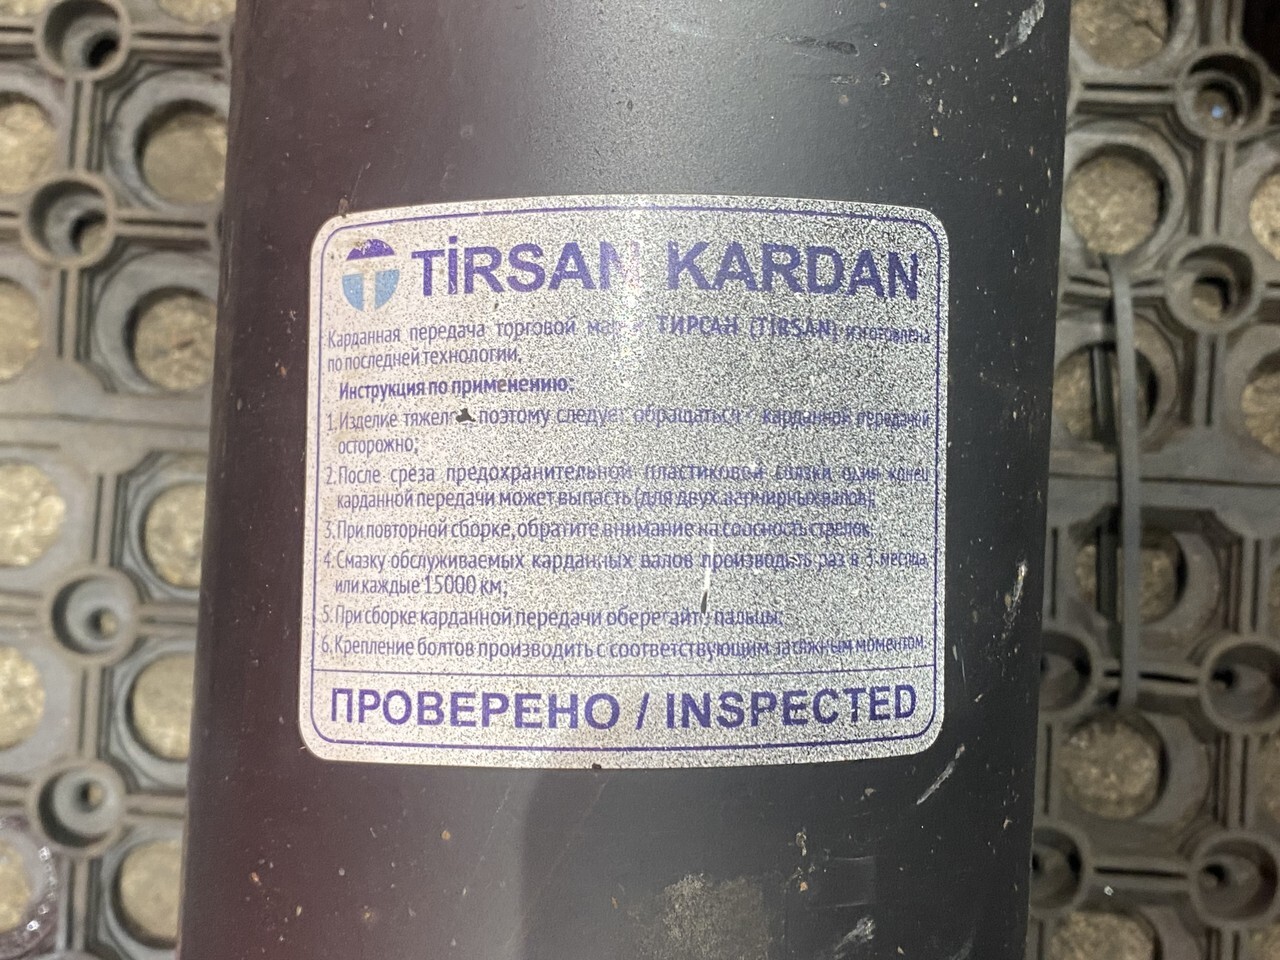 TİRSAN KARDAN
Карданная передача торговой марки ТИРСАН (TİRSAN) изготовлена
по последней технологии.
Инструкция по применению:
1. Изделие тяжелое поэтому следует обращаться с карданной передачей
осторожно;
2. После среза предохранительной пластиковой связки один конец
карданной передачи может выпасть (для двух шарнирных валов);
3. При повторной сборке, обратите внимание на соосность стрелок;
4. Смазку обслуживаемых карданных валов производить раз в 3 месяца,
или каждые 15000 км;
5. При сборке карданной передачи оберегайте пальцы;
6. Крепление болтов производить с соответствующим затяжным моментом.
ПРОВЕРЕНО / INSPECTED